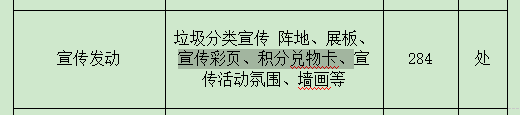 宣传发动
垃圾分类宣传 阵地、展板、
宣传彩页、积分兑物卡、宣
传活动氛围、墙画等
284
处